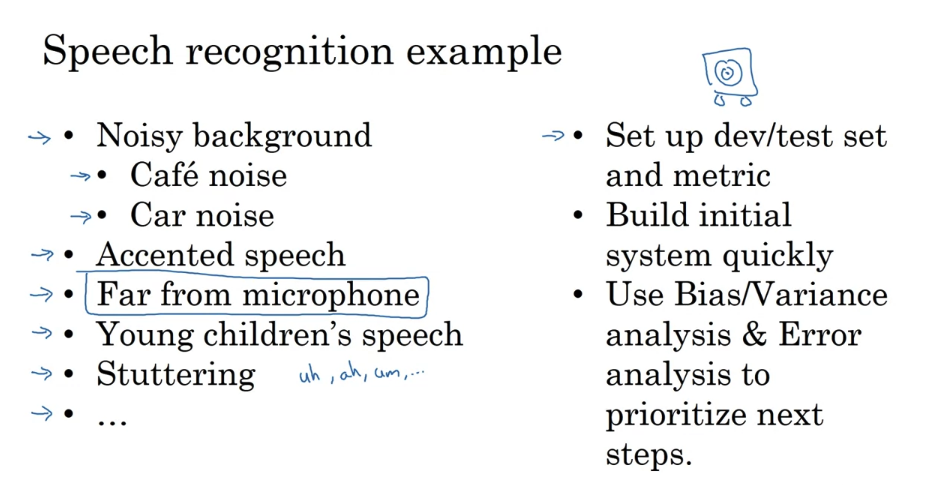 Speech recognition example
• Noisy background
• Café noise
• Car noise
• Accented speech
• Far from microphone
• Young children's speech
• Stuttering uh, ah, um, ...
• ...
• Set up dev/test set
and metric
• Build initial
system quickly
• Use Bias/Variance
analysis & Error
analysis to
prioritize next
steps.